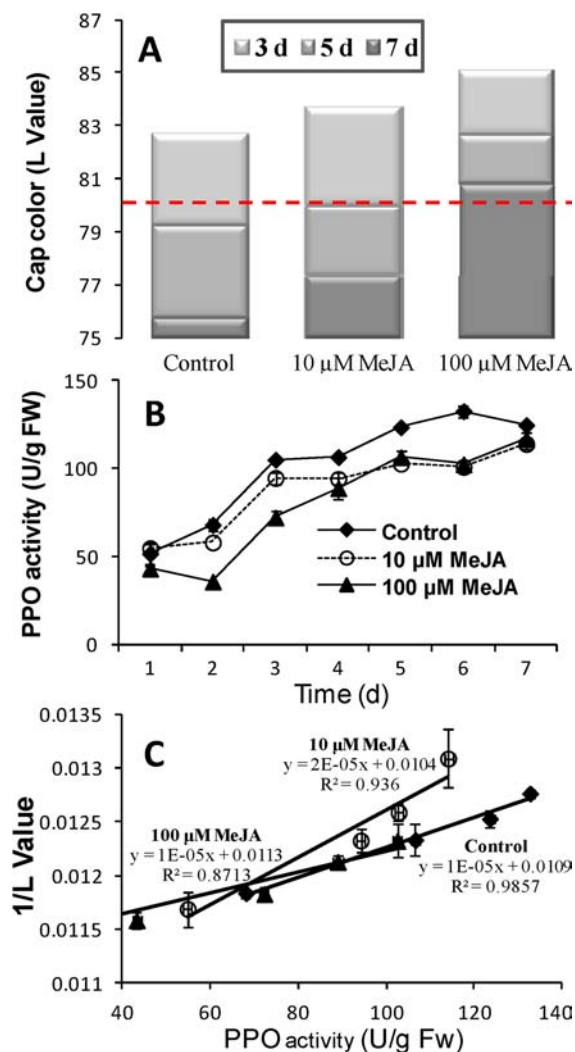 A
3 d 5 d 7 d
Cap color (L Value)
87
85
83
81
79
77
75
Control 10 µM MeJA 100 µM MeJA
B
PPO activity (U/g FW)
150
100
50
0
Control
10 µM MeJA
100 µM MeJA
1 2 3 4 5 6 7
Time (d)
C
1/L Value
0.0135
0.013
0.0125
0.012
0.0115
0.011
10 µM MeJA
y = 2E-05x + 0.0104
R² = 0.936
100 µM MeJA
y = 1E-05x + 0.0113
R² = 0.8713
Control
y = 1E-05x + 0.0109
R² = 0.9857
40 60 80 100 120 140
PPO activity (U/g Fw)